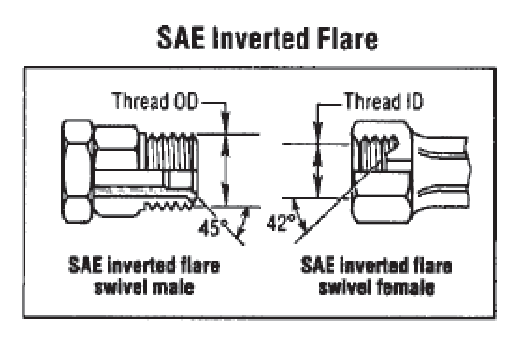 SAE Inverted Flare
Thread OD
Thread ID
45°
42°
SAE inverted flare
swivel male
SAE inverted flare
swivel female